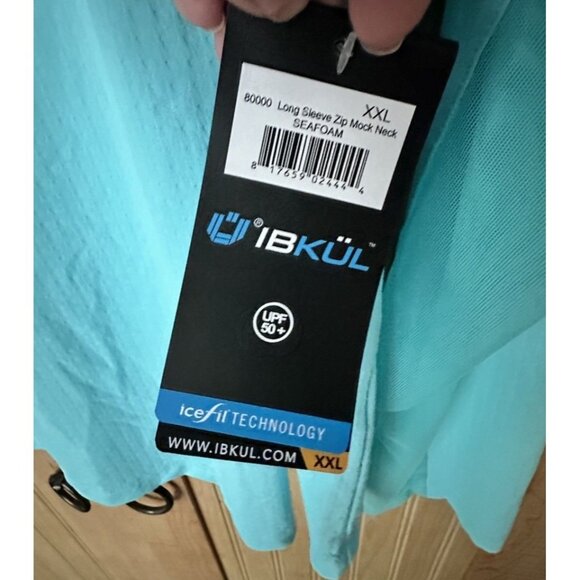 XXL
80000 Long Sleeve Zip Mock Neck
SEAFOAM
8 17659 02444 4
® IBKÜL™
UPF
50+
icefil TECHNOLOGY
WWW.IBKUL.COM
XXL